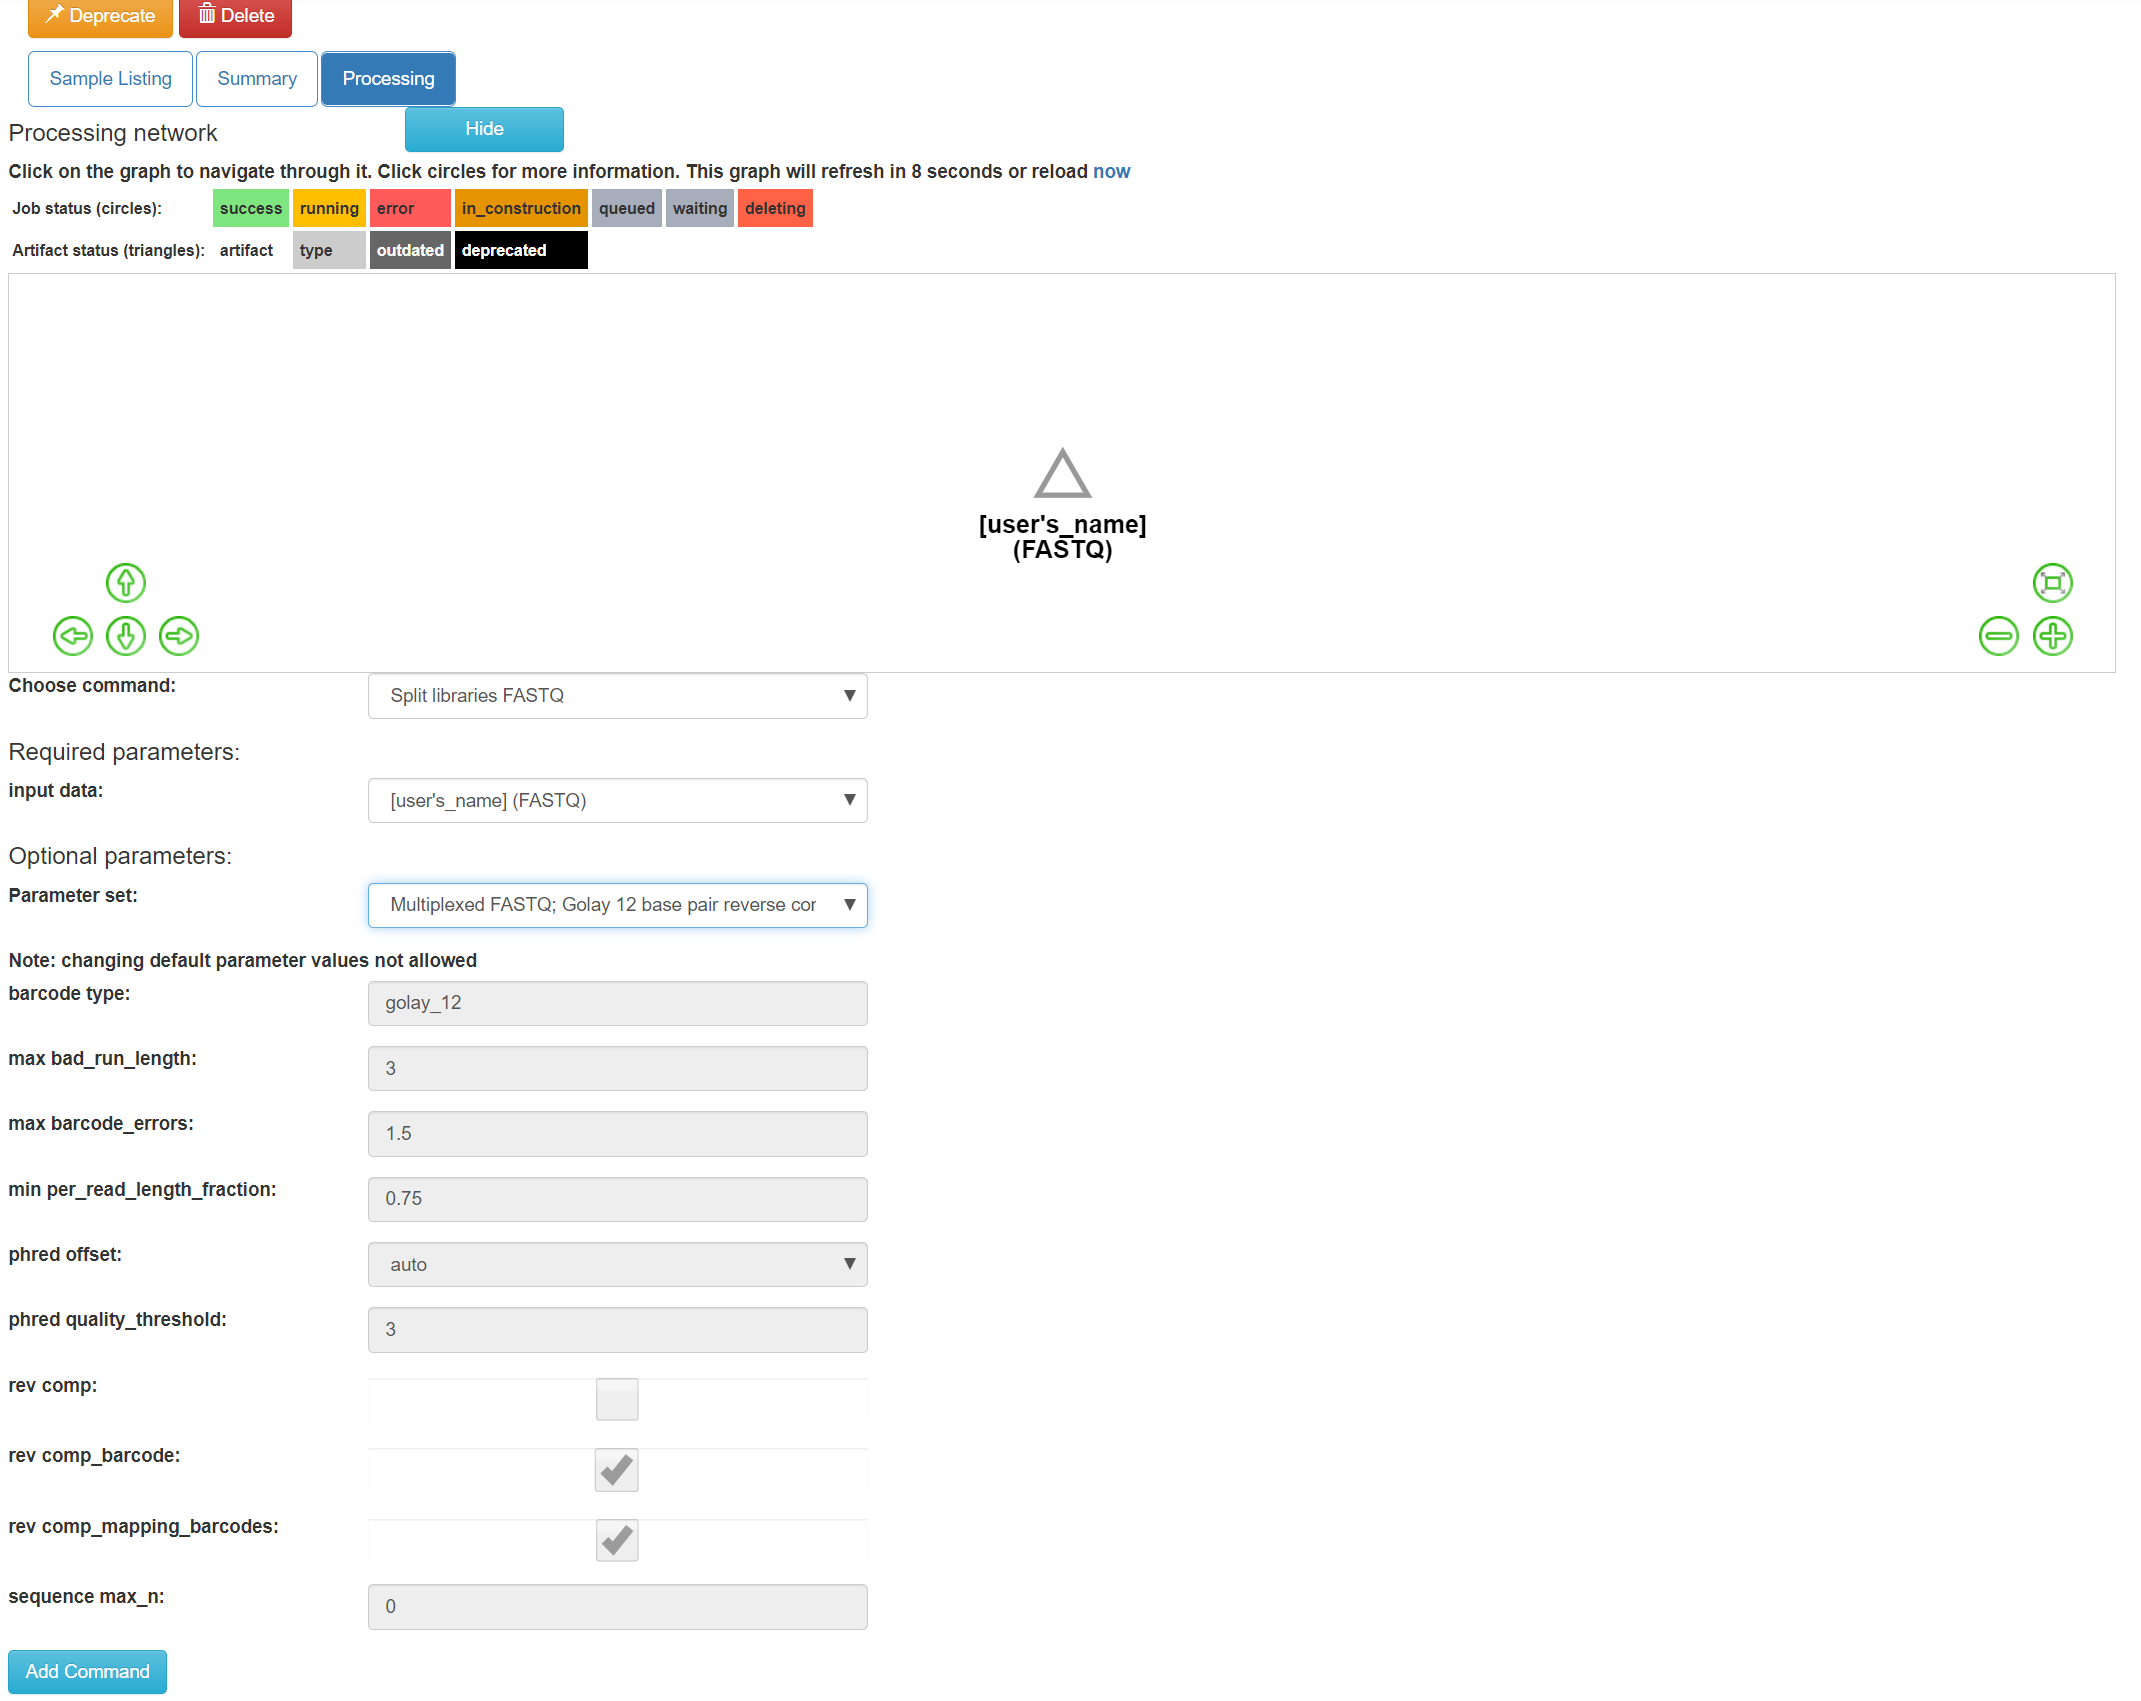 Deprecate Delete
Sample Listing Summary Processing
Processing network Hide
Click on the graph to navigate through it. Click circles for more information. This graph will refresh in 8 seconds or reload now
Job status (circles): success running error in_construction queued waiting deleting
Artifact status (triangles): artifact type outdated deprecated
[user's_name]
(FASTQ)
Choose command: Split libraries FASTQ
Required parameters:
input data: [user's_name] (FASTQ)
Optional parameters:
Parameter set: Multiplexed FASTQ; Golay 12 base pair reverse cor
Note: changing default parameter values not allowed
barcode type: golay_12
max bad_run_length: 3
max barcode_errors: 1.5
min per_read_length_fraction: 0.75
phred offset: auto
phred quality_threshold: 3
rev comp:
rev comp_barcode:
rev comp_mapping_barcodes:
sequence max_n: 0
Add Command